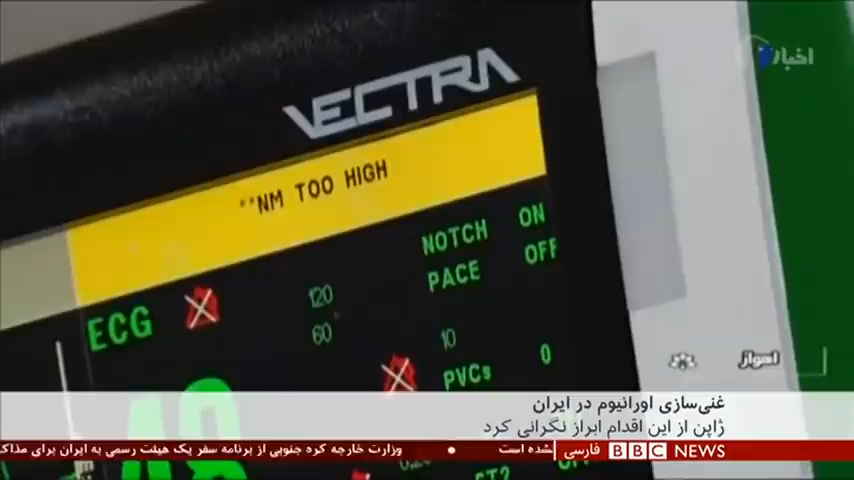 اخبار
VECTRA
**NM TOO HIGH
NOTCH ON
PACE OFF
ECG
120
60
10
PVCs 0
اهواز
غنی‌سازی اورانیوم در ایران
ژاپن از این اقدام ابراز نگرانی کرد
BBC NEWS فارسی
شده است • وزارت خارجه کره جنوبی از برنامه سفر یک هیئت رسمی به ایران برای